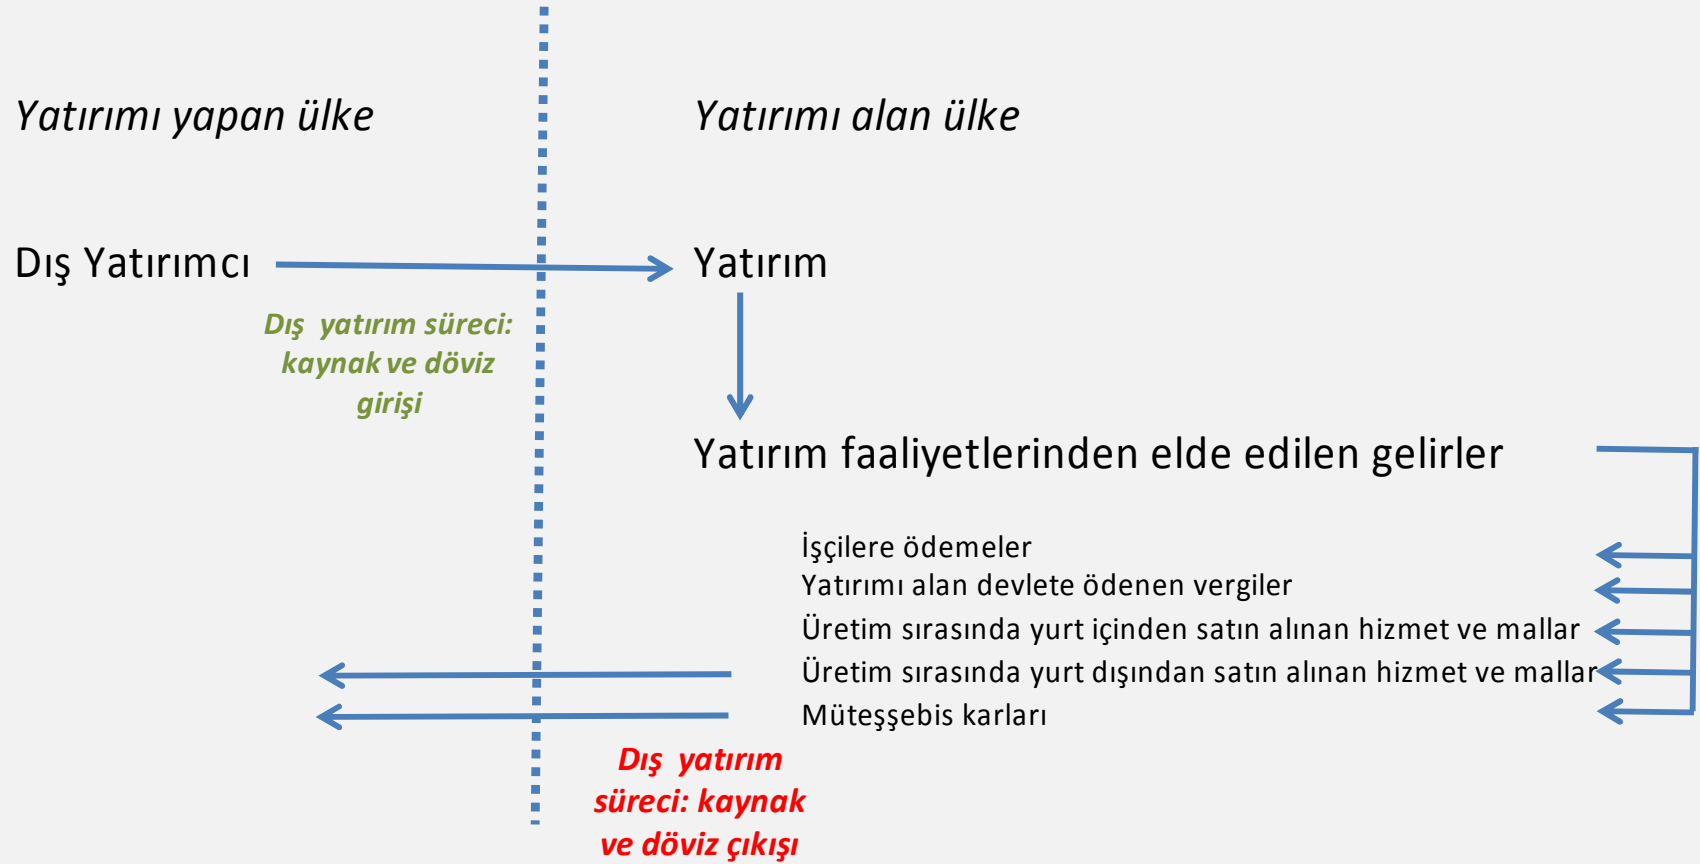 Yatırımı yapan ülke
Yatırımı alan ülke
Dış Yatırımcı
Yatırım
Dış yatırım süreci:
kaynak ve döviz
girişi
Yatırım faaliyetlerinden elde edilen gelirler
İşçilere ödemeler
Yatırımı alan devlete ödenen vergiler
Üretim sırasında yurt içinden satın alınan hizmet ve mallar
Üretim sırasında yurt dışından satın alınan hizmet ve mallar
Müteşşebis karları
Dış yatırım
süreci: kaynak
ve döviz çıkışı